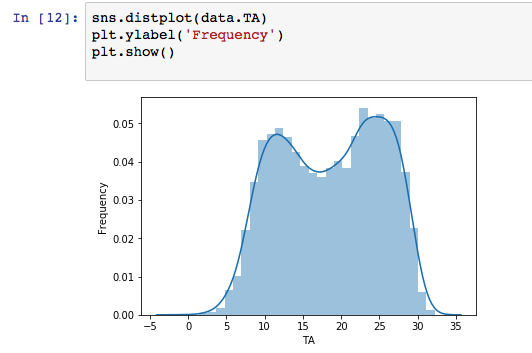 In [12]: sns.distplot(data.TA)
plt.ylabel('Frequency')
plt.show()
0.05
0.04
0.03
0.02
0.01
0.00
Frequency
−5 0 5 10 15 20 25 30 35
TA